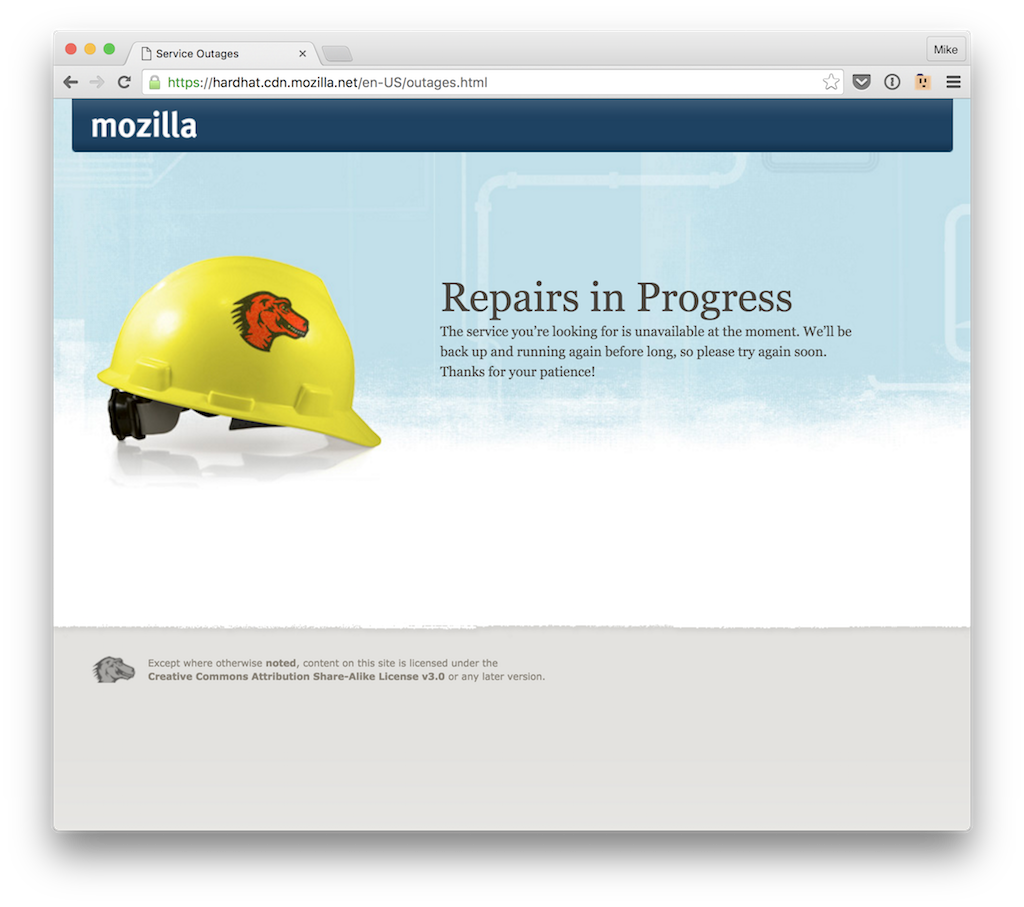 Service Outages
Mike
https://hardhat.cdn.mozilla.net/en-US/outages.html
mozilla
Repairs in Progress
The service you’re looking for is unavailable at the moment. We’ll be
back up and running again before long, so please try again soon.
Thanks for your patience!
Except where otherwise noted, content on this site is licensed under the
Creative Commons Attribution Share-Alike License v3.0 or any later version.